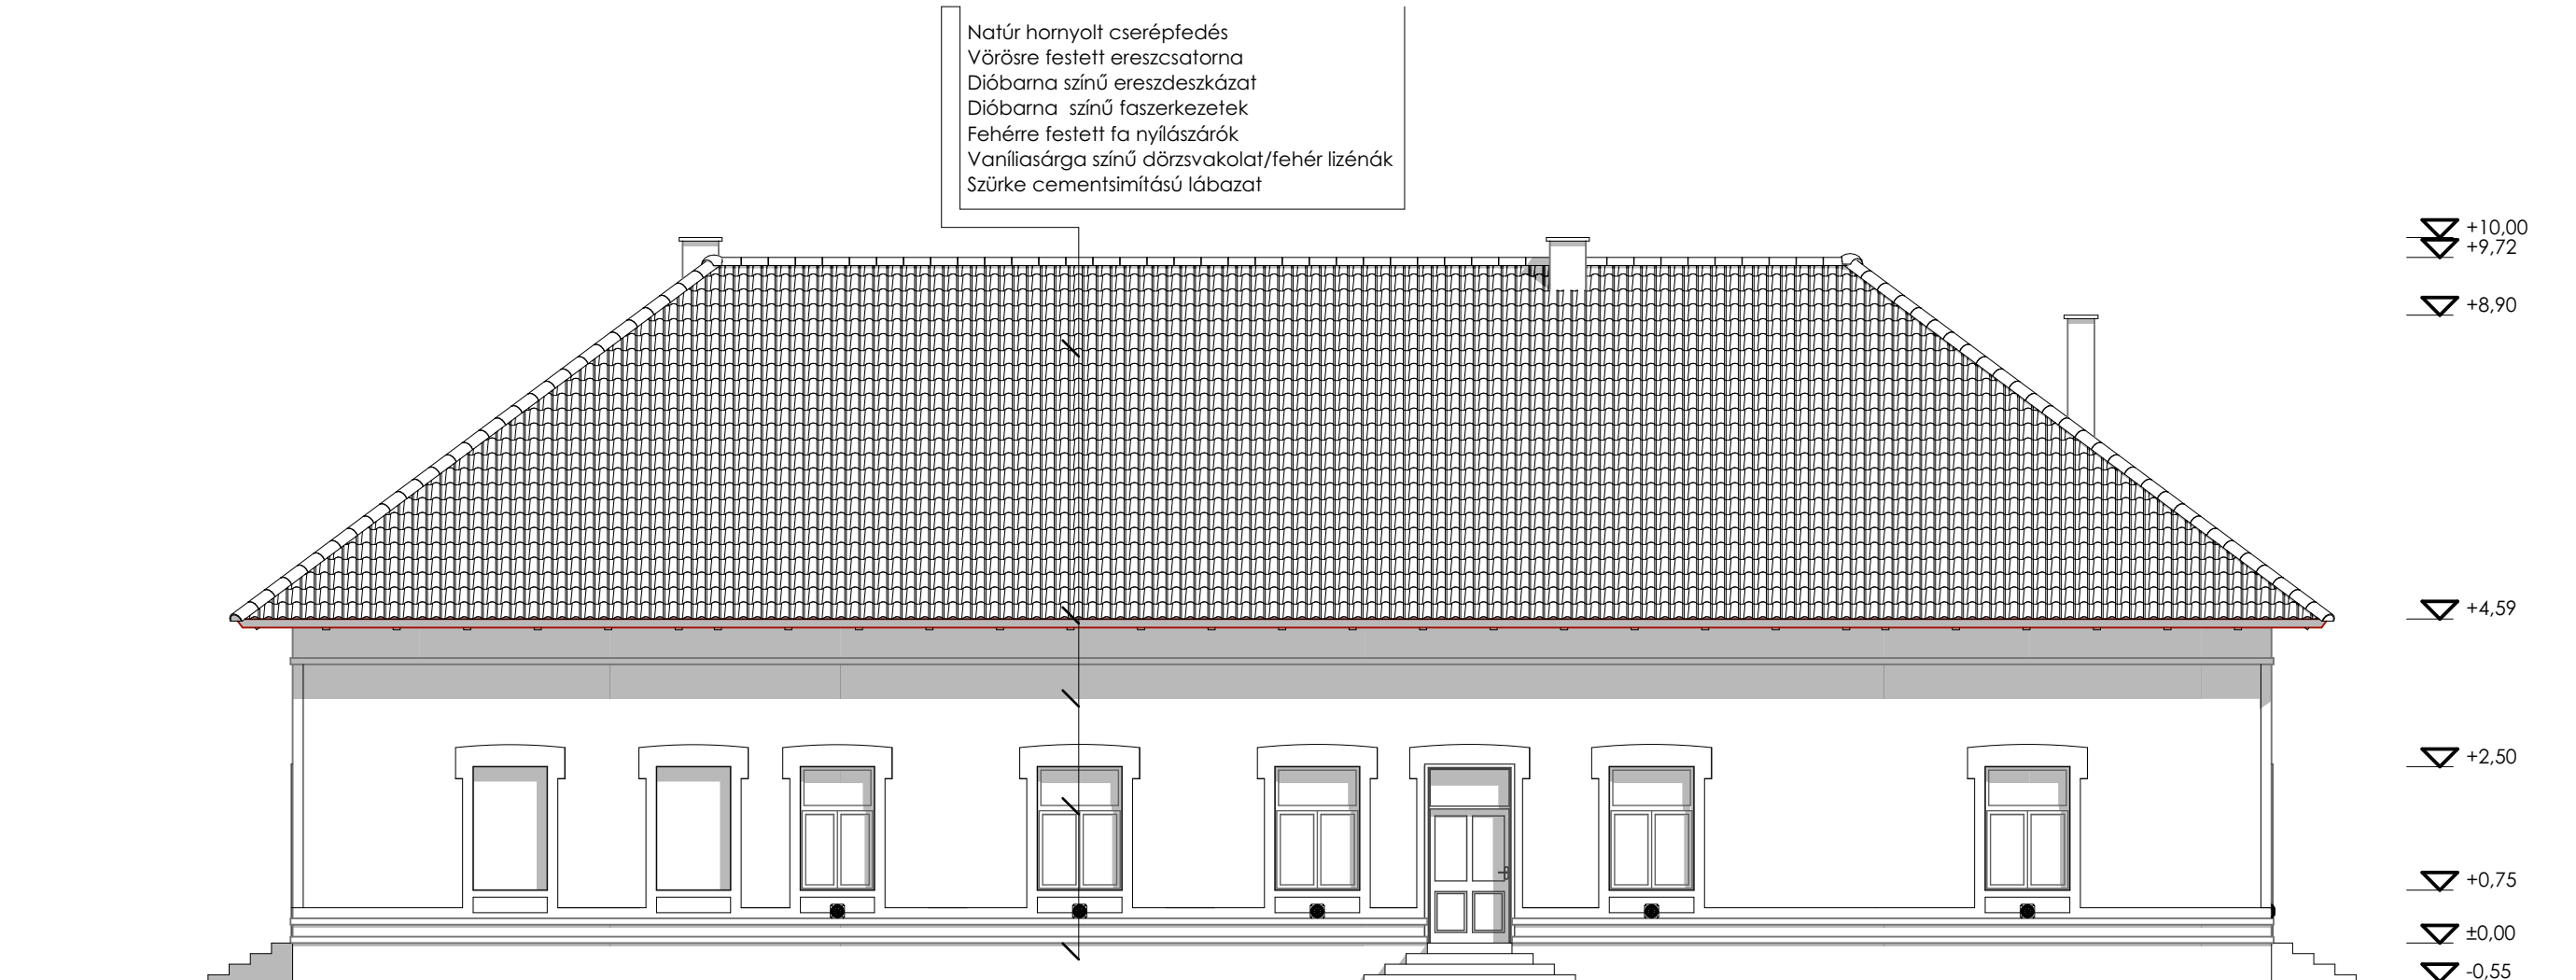 Natúr hornyolt cserépfedés
Vörösre festett ereszcsatorna
Dióbarna színű ereszdeszkázat
Dióbarna  színű faszerkezetek
Fehérre festett fa nyílászárók
Vaníliasárga színű dörzsvakolat/fehér lizénák
Szürke cementsimítású lábazat
+10,00
+9,72
+8,90
+4,59
+2,50
+0,75
±0,00
-0,55